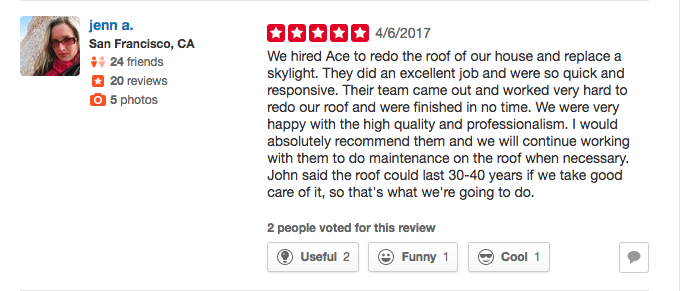 jenn a.
San Francisco, CA
24 friends
20 reviews
5 photos
4/6/2017
We hired Ace to redo the roof of our house and replace a
skylight. They did an excellent job and were so quick and
responsive. Their team came out and worked very hard to
redo our roof and were finished in no time. We were very
happy with the high quality and professionalism. I would
absolutely recommend them and we will continue working
with them to do maintenance on the roof when necessary.
John said the roof could last 30-40 years if we take good
care of it, so that's what we're going to do.
2 people voted for this review
Useful 2 Funny 1 Cool 1